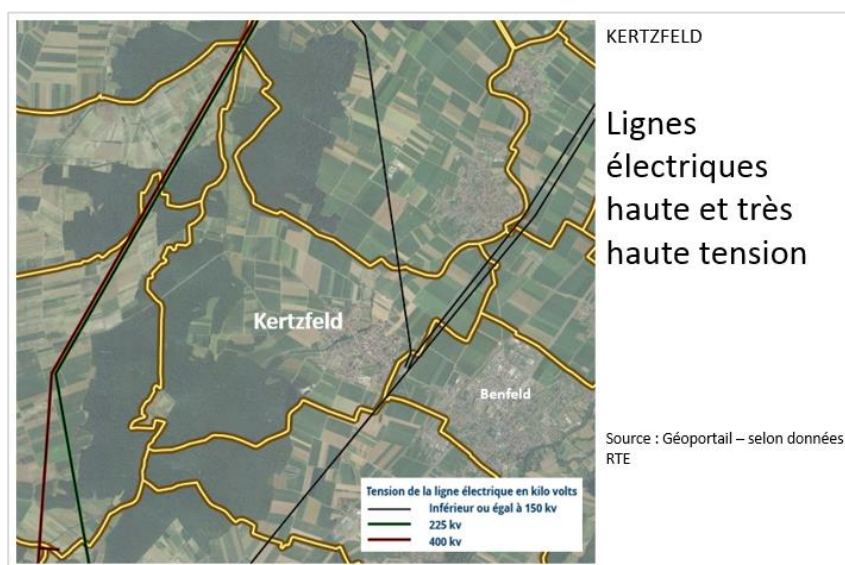 KERTZFELD
Lignes
électriques
haute et très
haute tension
Kertzfeld
Benfeld
Source : Géoportail – selon données
RTE
Tension de la ligne électrique en kilo volts
Inférieur ou égal à 150 kv
225 kv
400 kv